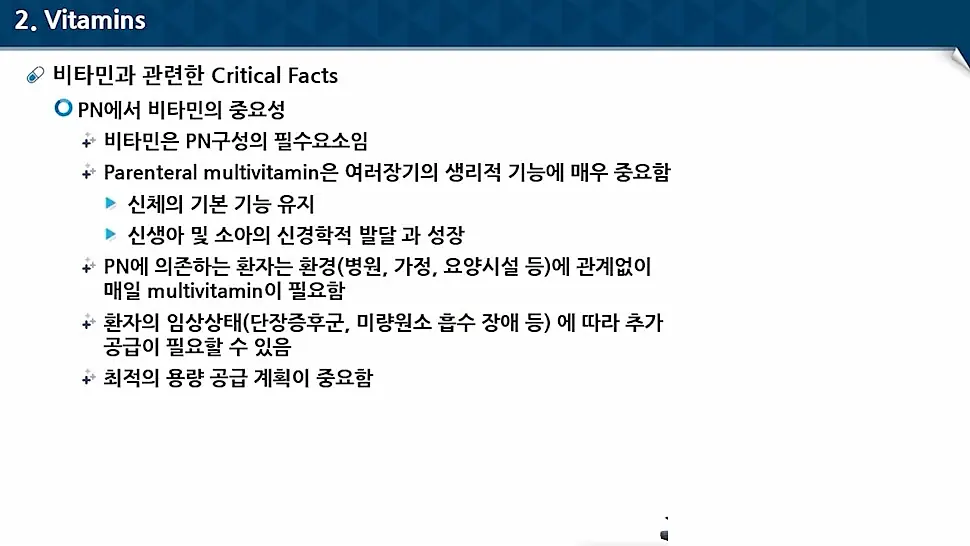 2. Vitamins
비타민과 관련한 Critical Facts
PN에서 비타민의 중요성
비타민은 PN구성의 필수요소임
Parenteral multivitamin은 여러장기의 생리적 기능에 매우 중요함
신체의 기본 기능 유지
신생아 및 소아의 신경학적 발달 과 성장
PN에 의존하는 환자는 환경(병원, 가정, 요양시설 등)에 관계없이
매일 multivitamin이 필요함
환자의 임상상태(단장증후군, 미량원소 흡수 장애 등) 에 따라 추가
공급이 필요할 수 있음
최적의 용량 공급 계획이 중요함